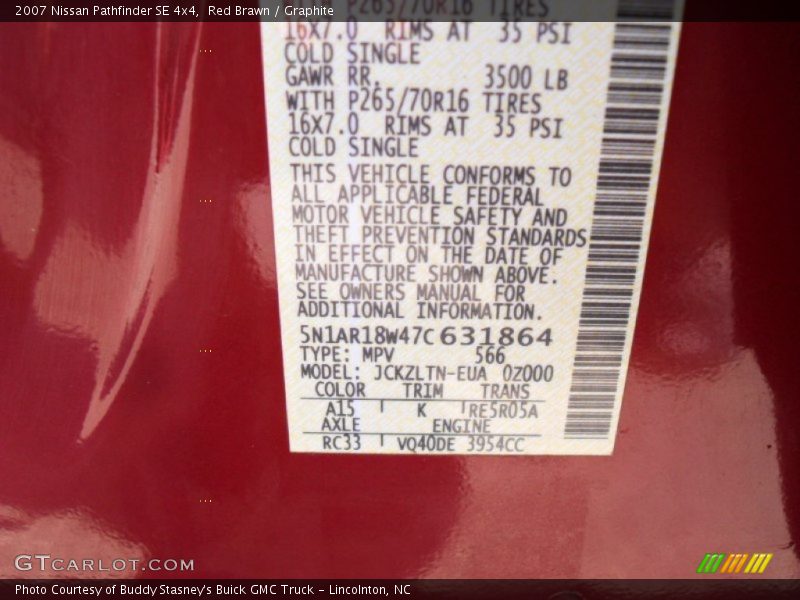 2007 Nissan Pathfinder SE 4x4, Red Brawn / Graphite
P265/70R16 TIRES
16X7.0 RIMS AT 35 PSI
COLD SINGLE
GAWR RR. 3500 LB
WITH P265/70R16 TIRES
16X7.0 RIMS AT 35 PSI
COLD SINGLE
THIS VEHICLE CONFORMS TO
ALL APPLICABLE FEDERAL
MOTOR VEHICLE SAFETY AND
THEFT PREVENTION STANDARDS
IN EFFECT ON THE DATE OF
MANUFACTURE SHOWN ABOVE.
SEE OWNERS MANUAL FOR
ADDITIONAL INFORMATION.
5N1AR18W47C631864
TYPE: MPV 566
MODEL: JCKZLTN-EUA 0Z000
COLOR TRIM TRANS
A15 K RE5R05A
AXLE ENGINE
RC33 VQ40DE 3954CC
GTCARLOT.COM
Photo Courtesy of Buddy Stasney's Buick GMC Truck - Lincolnton, NC